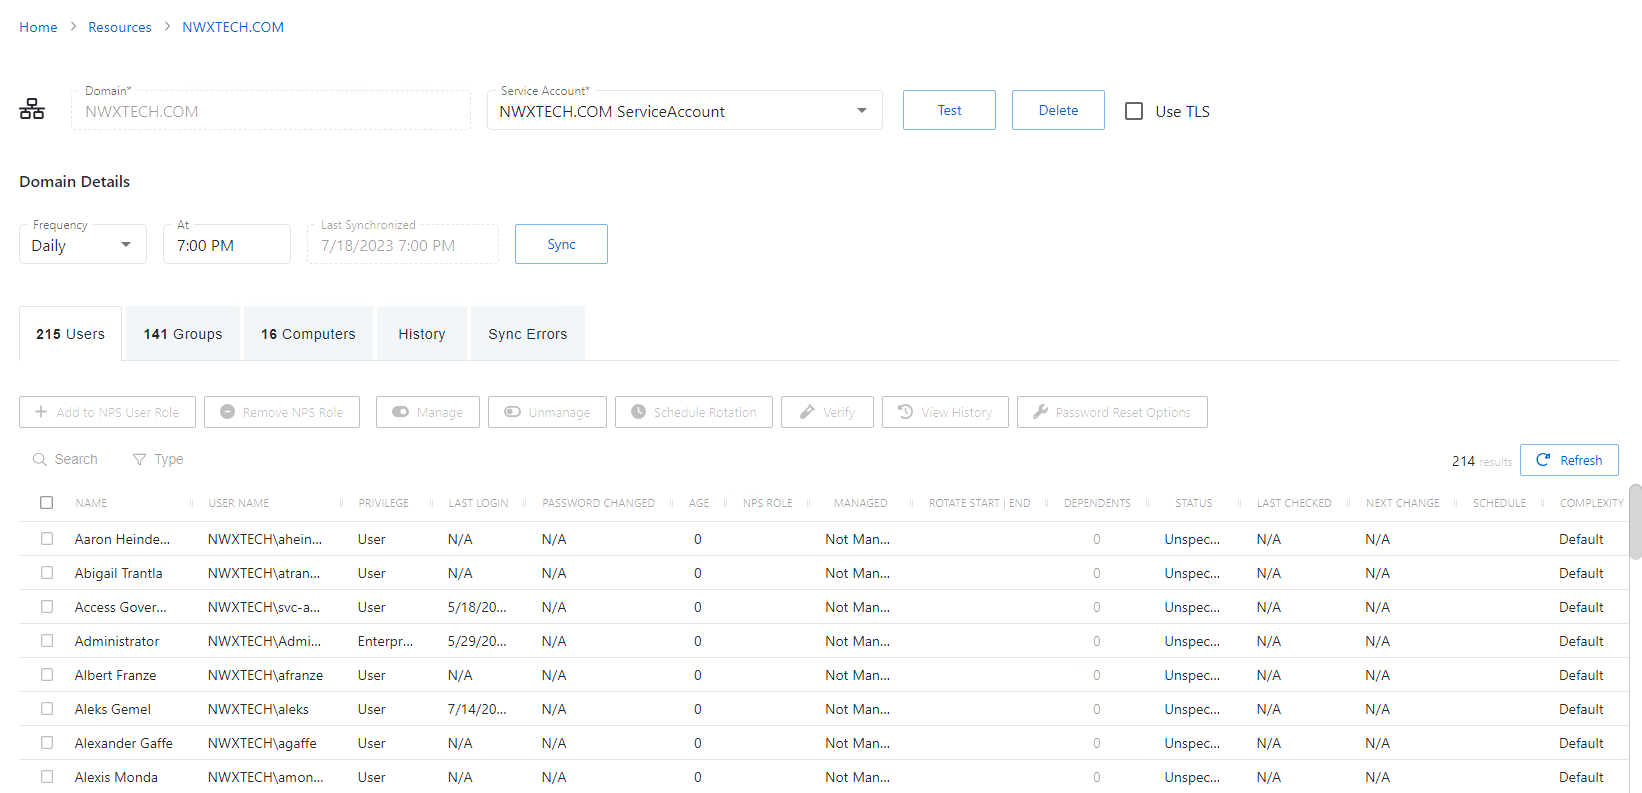 Home > Resources > NWXTECH.COM
Domain*
NWXTECH.COM
Service Account*
NWXTECH.COM ServiceAccount
Test
Delete
Use TLS
Domain Details
Frequency
Daily
At
7:00 PM
Last Synchronized
7/18/2023 7:00 PM
Sync
215 Users
141 Groups
16 Computers
History
Sync Errors
Add to NPS User Role
Remove NPS Role
Manage
Unmanage
Schedule Rotation
Verify
View History
Password Reset Options
Search
Type
214 results
Refresh
NAME USER NAME PRIVILEGE LAST LOGIN PASSWORD CHANGED AGE NPS ROLE MANAGED ROTATE START | END DEPENDENTS STATUS LAST CHECKED NEXT CHANGE SCHEDULE COMPLEXITY
Aaron Heinde... NWXTECH\ahein... User N/A N/A 0 Not Man... 0 Unspec... N/A N/A Default
Abigail Trantla NWXTECH\atran... User N/A N/A 0 Not Man... 0 Unspec... N/A N/A Default
Access Gover... NWXTECH\svc-a... User 5/18/20... N/A 0 Not Man... 0 Unspec... N/A N/A Default
Administrator NWXTECH\Admi... Enterpr... 5/29/20... N/A 0 Not Man... 0 Unspec... N/A N/A Default
Albert Franze NWXTECH\afranze User N/A N/A 0 Not Man... 0 Unspec... N/A N/A Default
Aleks Gemel NWXTECH\aleks User 7/14/20... N/A 0 Not Man... 0 Unspec... N/A N/A Default
Alexander Gaffe NWXTECH\agaffe User N/A N/A 0 Not Man... 0 Unspec... N/A N/A Default
Alexis Monda NWXTECH\amon... User N/A N/A 0 Not Man... 0 Unspec... N/A N/A Default